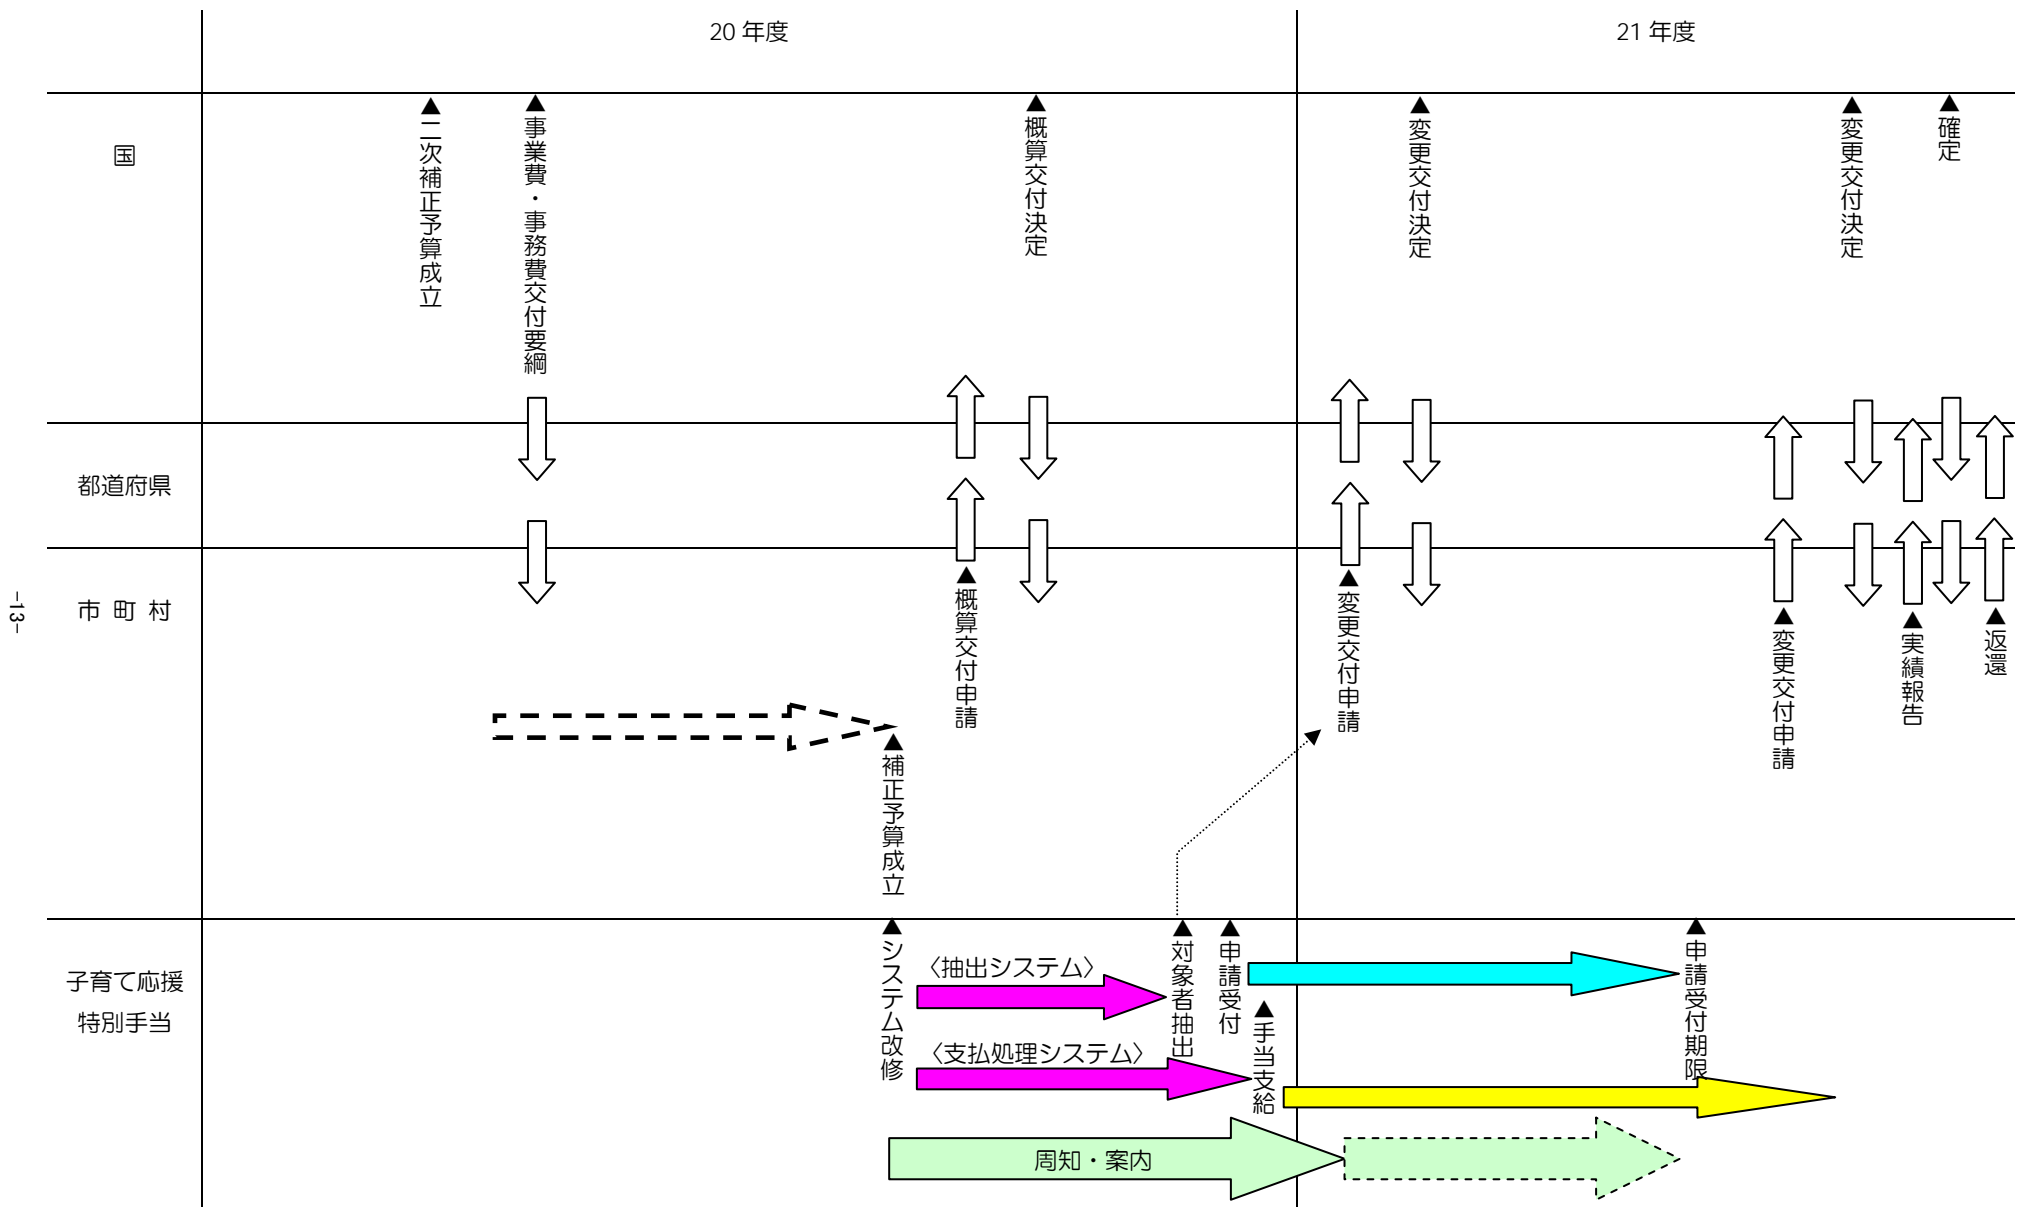 20年度
21年度
国
▲二次補正予算成立
▲事業費・事務費交付要綱
▲概算交付決定
▲変更交付決定
▲変更交付決定
▲確定
都道府県
市町村
▲補正予算成立
▲概算交付申請
▲変更交付申請
▲変更交付申請
▲実績報告
▲返還
子育て応援
特別手当
▲システム改修
〈抽出システム〉
〈支払処理システム〉
▲対象者抽出
▲申請受付
▲手当支給
▲申請受付期限
周知・案内
-13-